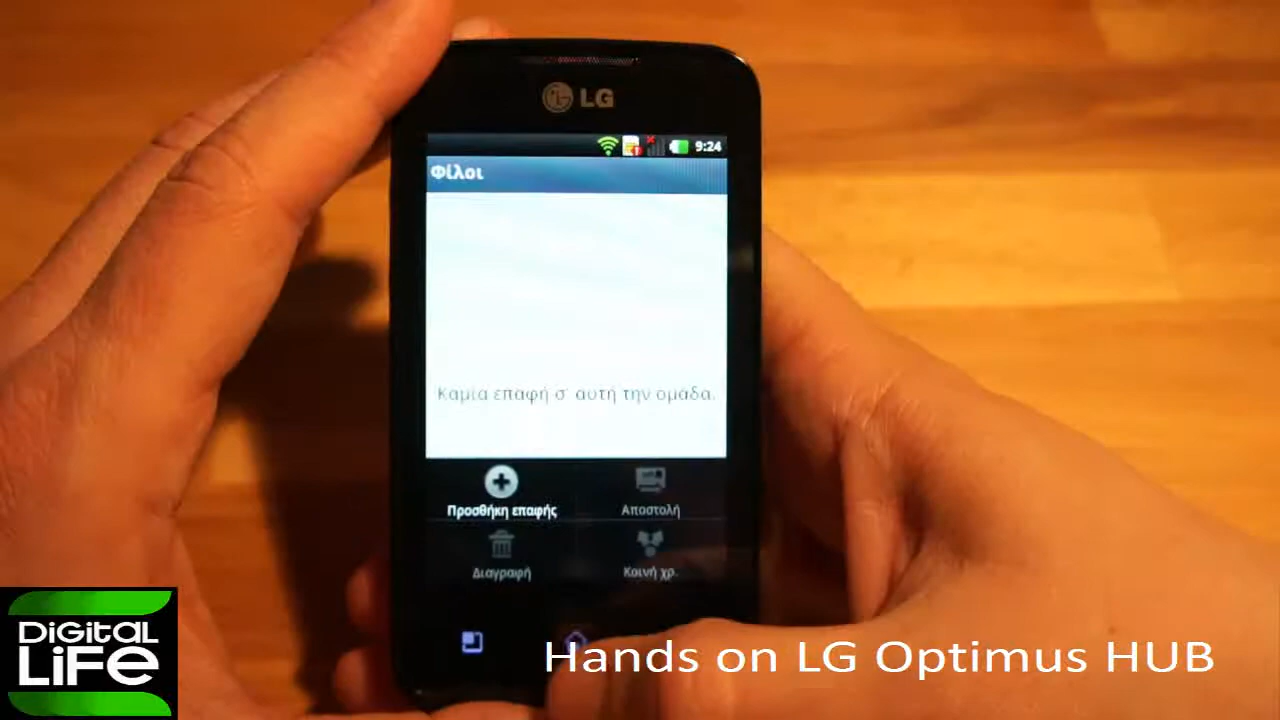 LG
9:24
Φίλοι
Καμία επαφή σ' αυτή την ομάδα.
Προσθήκη επαφής
Αποστολή
Διαγραφή
Κοινή χρ.
Hands on LG Optimus HUB
DiGitAL
LiFE